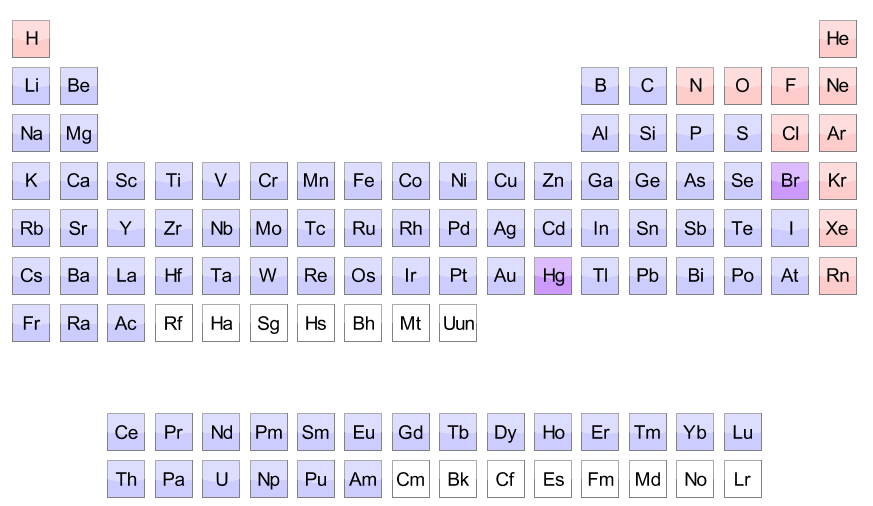 H He
Li Be B C N O F Ne
Na Mg Al Si P S Cl Ar
K Ca Sc Ti V Cr Mn Fe Co Ni Cu Zn Ga Ge As Se Br Kr
Rb Sr Y Zr Nb Mo Tc Ru Rh Pd Ag Cd In Sn Sb Te I Xe
Cs Ba La Hf Ta W Re Os Ir Pt Au Hg Tl Pb Bi Po At Rn
Fr Ra Ac Rf Ha Sg Hs Bh Mt Uun
Ce Pr Nd Pm Sm Eu Gd Tb Dy Ho Er Tm Yb Lu
Th Pa U Np Pu Am Cm Bk Cf Es Fm Md No Lr